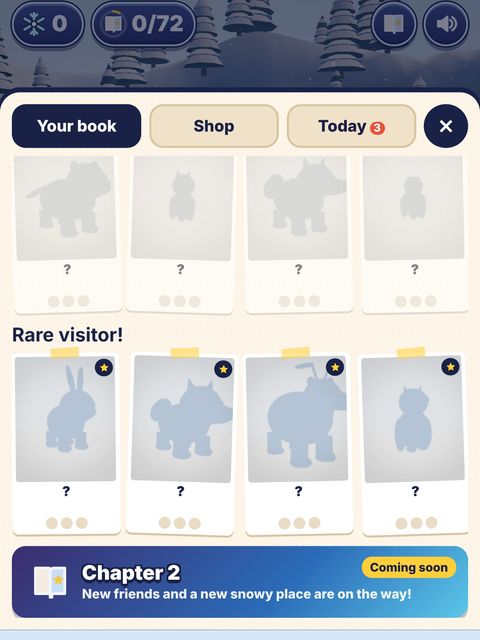 0
0/72
Your book
Shop
Today 3
?
?
?
?
Rare visitor!
?
?
?
?
Chapter 2
Coming soon
New friends and a new snowy place are on the way!